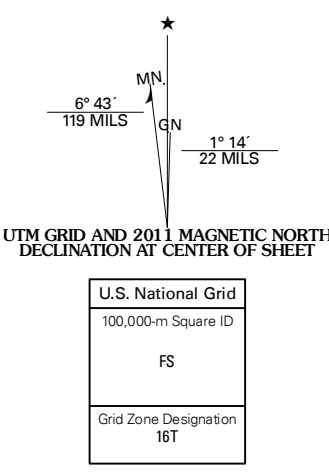 ★
MN.
GN
6° 43´
119 MILS
1° 14´
22 MILS
UTM GRID AND 2011 MAGNETIC NORTH
DECLINATION AT CENTER OF SHEET
U.S. National Grid
100,000-m Square ID
FS
Grid Zone Designation
16T